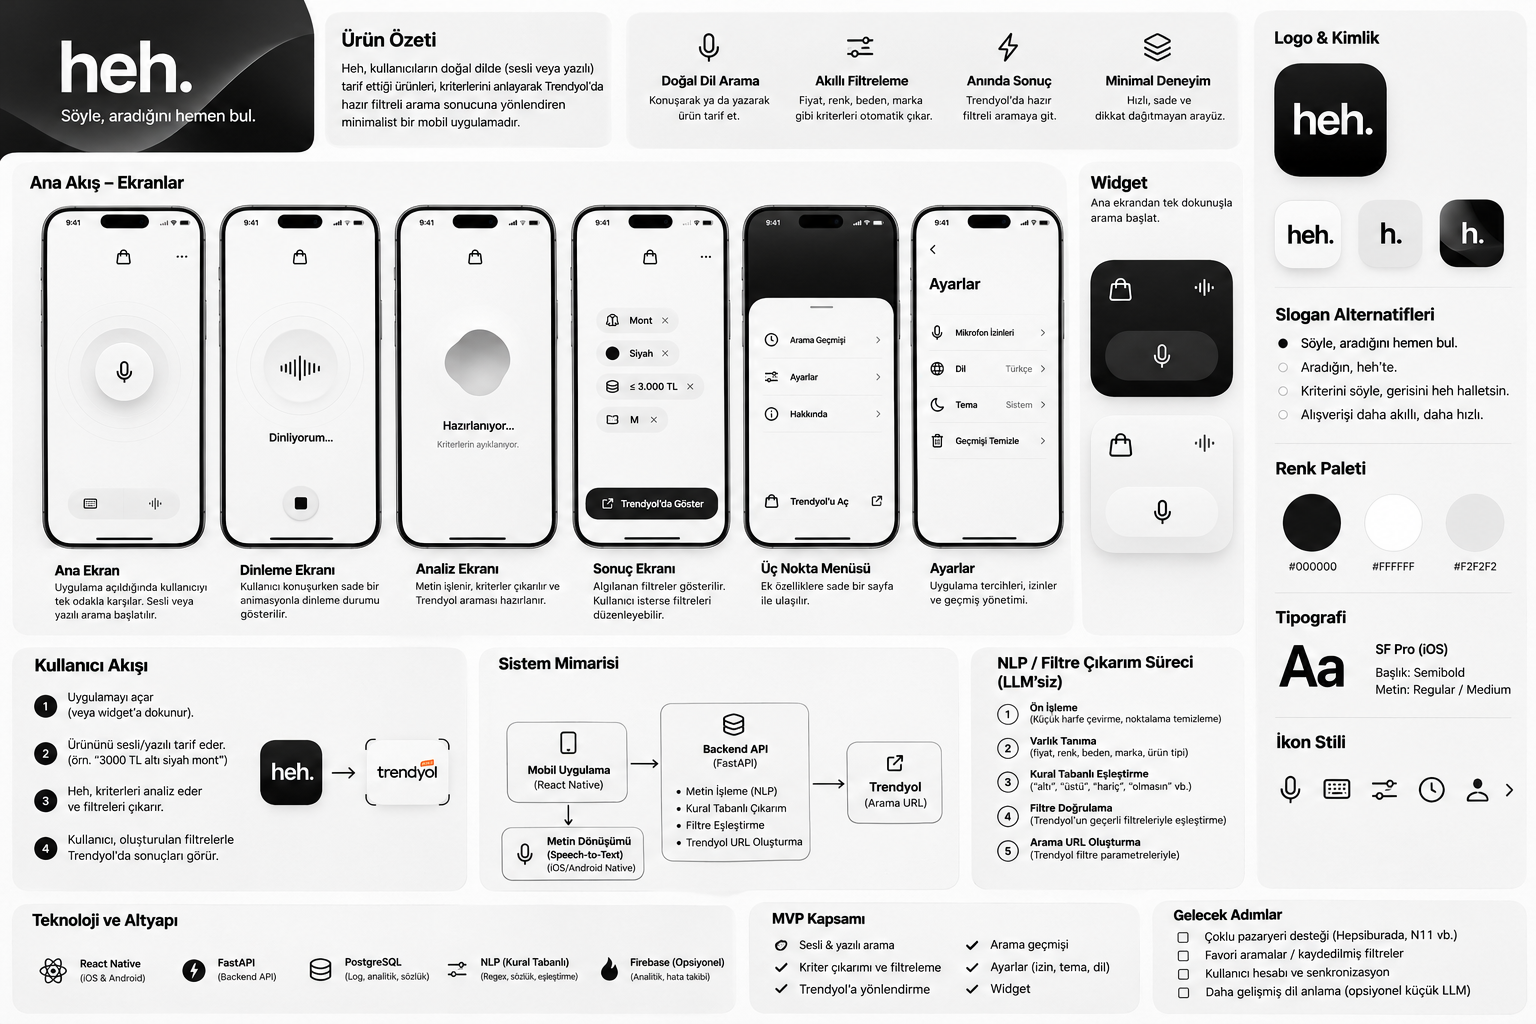 heh.
Söyle, aradığını hemen bul.
Ürün Özeti
Heh, kullanıcıların doğal dilde (sesli veya yazılı)
tarif ettiği ürünleri, kriterlerini anlayarak Trendyol'da
hazır filtreli arama sonucuna yönlendiren
minimalist bir mobil uygulamadır.
Doğal Dil Arama
Konuşarak ya da yazarak
ürün tarif et.
Akıllı Filtreleme
Fiyat, renk, beden, marka
gibi kriterleri otomatik çıkar.
Anında Sonuç
Trendyol'da hazır
filtreli aramaya git.
Minimal Deneyim
Hızlı, sade ve
dikkat dağıtmayan arayüz.
Ana Akış – Ekranlar
9:41
Ana Ekran
Uygulama açıldığında kullanıcıyı
tek odakla karşılar. Sesli veya
yazılı arama başlatılır.
9:41
Dinliyorum...
Dinleme Ekranı
Kullanıcı konuşurken sade bir
animasyonla dinleme durumu
gösterilir.
9:41
Hazırlanıyor...
Kriterlerin ayıklanıyor.
Analiz Ekranı
Metin işlenir, kriterler çıkarılır ve
Trendyol araması hazırlanır.
9:41
Mont ×
Siyah ×
≤ 3.000 TL ×
M ×
Trendyol'da Göster
Sonuç Ekranı
Algılanan filtreler gösterilir.
Kullanıcı isterse filtreleri
düzenleyebilir.
9:41
Arama Geçmişi
Ayarlar
Hakkında
Trendyol'u Aç
Üç Nokta Menüsü
Ek özelliklere sade bir sayfa
ile ulaşılır.
9:41
Ayarlar
Mikrofon İzinleri
Dil Türkçe
Tema Sistem
Geçmişi Temizle
Ayarlar
Uygulama tercihleri, izinler
ve geçmiş yönetimi.
Widget
Ana ekrandan tek dokunuşla
arama başlat.
Logo & Kimlik
heh.
heh.
h.
h.
Slogan Alternatifleri
Söyle, aradığını hemen bul.
Aradığın, heh'te.
Kriterini söyle, gerisini heh halletsin.
Alışverişi daha akıllı, daha hızlı.
Renk Paleti
#000000
#FFFFFF
#F2F2F2
Tipografi
Aa
SF Pro (iOS)
Başlık: Semibold
Metin: Regular / Medium
İkon Stili
Kullanıcı Akışı
1 Uygulamayı açar
(veya widget'a dokunur).
2 Ürününü sesli/yazılı tarif eder.
(örn. "3000 TL altı siyah mont")
3 Heh, kriterleri analiz eder
ve filtreleri çıkarır.
4 Kullanıcı, oluşturulan filtrelerle
Trendyol'da sonuçları görür.
heh.
trendyol
Sistem Mimarisi
Mobil Uygulama
(React Native)
Metin Dönüşümü
(Speech-to-Text)
(iOS/Android Native)
Backend API
(FastAPI)
• Metin İşleme (NLP)
• Kural Tabanlı Çıkarım
• Filtre Eşleştirme
• Trendyol URL Oluşturma
Trendyol
(Arama URL)
NLP / Filtre Çıkarım Süreci
(LLM'siz)
1 Ön İşleme
(Küçük harfe çevirme, noktalama temizleme)
2 Varlık Tanıma
(fiyat, renk, beden, marka, ürün tipi)
3 Kural Tabanlı Eşleştirme
("altı", "üstü", "hariç", "olmasın" vb.)
4 Filtre Doğrulama
(Trendyol'un geçerli filtreleriyle eşleştirme)
5 Arama URL Oluşturma
(Trendyol filtre parametreleriyle)
Teknoloji ve Altyapı
React Native
(iOS & Android)
FastAPI
(Backend API)
PostgreSQL
(Log, analitik, sözlük)
NLP (Kural Tabanlı)
(Regex, sözlük, eşleştirme)
Firebase (Opsiyonel)
(Analitik, hata takibi)
MVP Kapsamı
Sesli & yazılı arama
Kriter çıkarımı ve filtreleme
Trendyol'a yönlendirme
Arama geçmişi
Ayarlar (izin, tema, dil)
Widget
Gelecek Adımlar
Çoklu pazaryeri desteği (Hepsiburada, N11 vb.)
Favori aramalar / kaydedilmiş filtreler
Kullanıcı hesabı ve senkronizasyon
Daha gelişmiş dil anlama (opsiyonel küçük LLM)